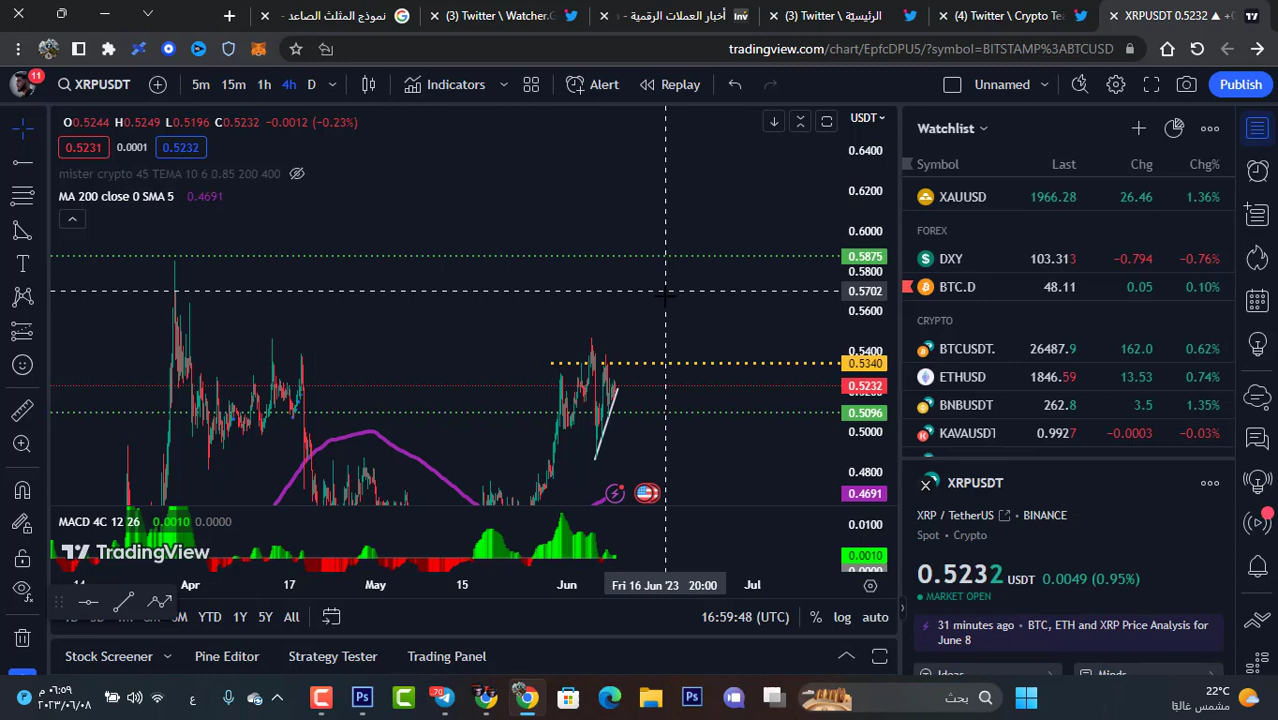 نموذج المثلث الصاعد
(3) Twitter \ Watcher.G
أخبار العملات الرقمية
(3) Twitter \ الرئيسيّة
(4) Twitter \ Crypto Tea
XRPUSDT 0.5232 ▲
tradingview.com/chart/EpfcDPU5/?symbol=BITSTAMP%3ABTCUSD
11
XRPUSDT
5m 15m 1h 4h D
Indicators
Alert
Replay
Unnamed
Publish
O0.5244 H0.5249 L0.5196 C0.5232 −0.0012 (−0.23%)
0.5231 0.0001 0.5232
mister crypto 45 TEMA 10 6 0.85 200 400
MA 200 close 0 SMA 5 0.4691
USDT
0.6400
0.6200
0.6000
0.5875
0.5800
0.5702
0.5600
0.5400
0.5340
0.5232
0.5096
0.5000
0.4800
0.4691
MACD 4C 12 26 0.0010 0.0000
0.0100
0.0010
TradingView
14 Apr 17 May 15 Jun Fri 16 Jun '23 20:00 Jul
YTD 1Y 5Y All
16:59:48 (UTC) % log auto
Stock Screener Pine Editor Strategy Tester Trading Panel
Watchlist
Symbol Last Chg Chg%
XAUUSD 1966.28 26.46 1.36%
FOREX
DXY 103.313 −0.794 −0.76%
BTC.D 48.11 0.05 0.10%
CRYPTO
BTCUSDT. 26487.9 162.0 0.62%
ETHUSD 1846.59 13.53 0.74%
BNBUSDT 262.8 3.5 1.35%
KAVAUSDT 0.9927 −0.0003 −0.03%
XRPUSDT
XRP / TetherUS • BINANCE
Spot • Crypto
0.5232 USDT 0.0049 (0.95%)
MARKET OPEN
31 minutes ago • BTC, ETH and XRP Price Analysis for
June 8
٠٦:٥٩ م
٢٠٢٣/٠٦/٠٨
ع
70
بحث
22°C
مشمس غالبًا